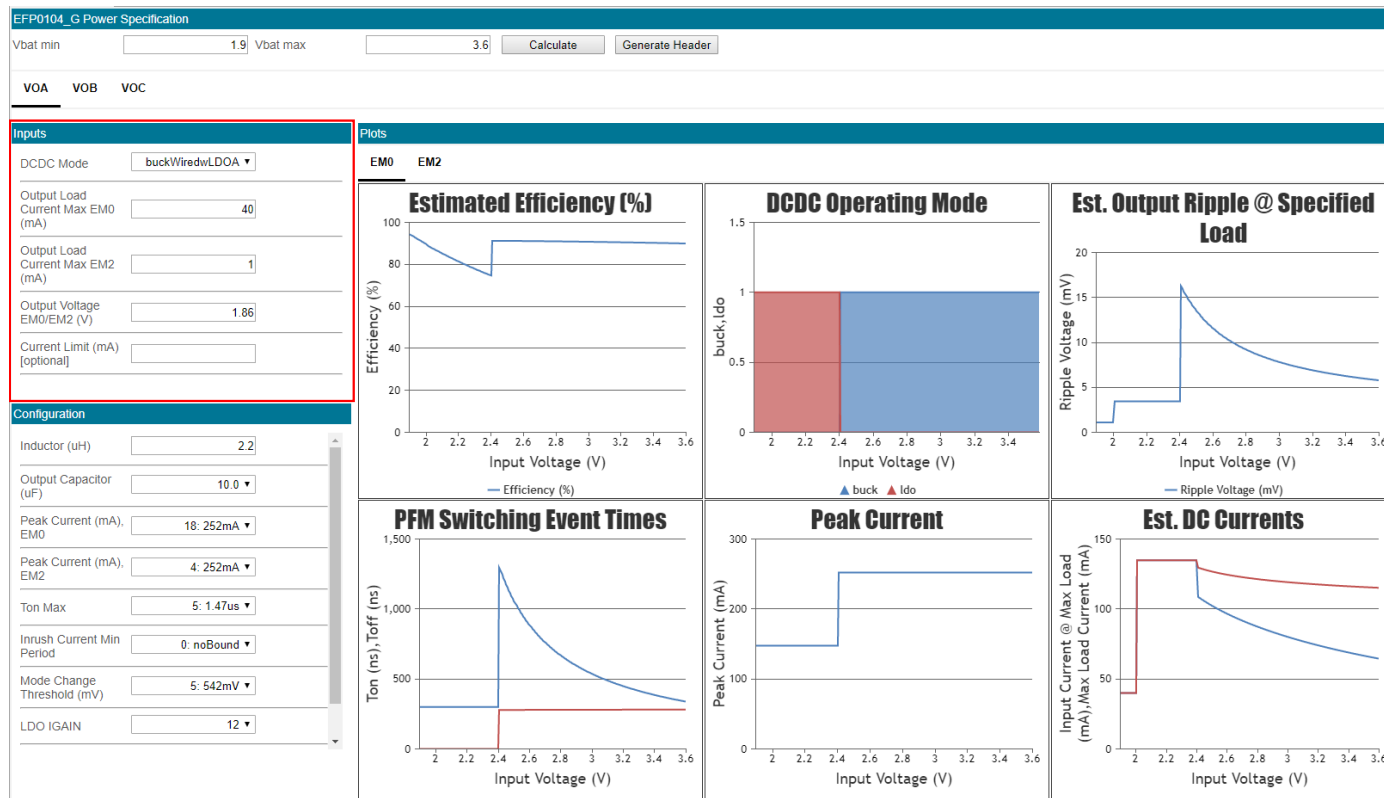 EFP0104_G Power Specification
Vbat min 1.9 Vbat max 3.6 Calculate Generate Header
VOA VOB VOC
Inputs
DCDC Mode buckWiredwLDOA
Output Load
Current Max EM0
(mA)
40
Output Load
Current Max EM2
(mA)
1
Output Voltage
EM0/EM2 (V)
1.86
Current Limit (mA)
[optional]
Configuration
Inductor (uH) 2.2
Output Capacitor
(uF)
10.0
Peak Current (mA),
EM0
18: 252mA
Peak Current (mA),
EM2
4: 252mA
Ton Max 5: 1.47us
Inrush Current Min
Period
0: noBound
Mode Change
Threshold (mV)
5: 542mV
LDO IGAIN 12
Plots
EM0 EM2
Estimated Efficiency (%)
Efficiency (%)
100
80
60
40
20
0
2 2.2 2.4 2.6 2.8 3 3.2 3.4 3.6
Input Voltage (V)
Efficiency (%)
DCDC Operating Mode
buck,ldo
1.5
1
0.5
0
2 2.2 2.4 2.6 2.8 3 3.2 3.4
Input Voltage (V)
buck ldo
Est. Output Ripple @ Specified
Load
Ripple Voltage (mV)
20
15
10
5
0
2 2.2 2.4 2.6 2.8 3 3.2 3.4 3.6
Input Voltage (V)
Ripple Voltage (mV)
PFM Switching Event Times
Ton (ns),Toff (ns)
1,500
1,000
500
0
2 2.2 2.4 2.6 2.8 3 3.2 3.4 3.6
Input Voltage (V)
Peak Current
Peak Current (mA)
300
200
100
0
2 2.2 2.4 2.6 2.8 3 3.2 3.4 3.6
Input Voltage (V)
Est. DC Currents
Input Current @ Max Load
(mA),Max Load Current (mA)
150
100
50
0
2 2.2 2.4 2.6 2.8 3 3.2 3.4 3.6
Input Voltage (V)